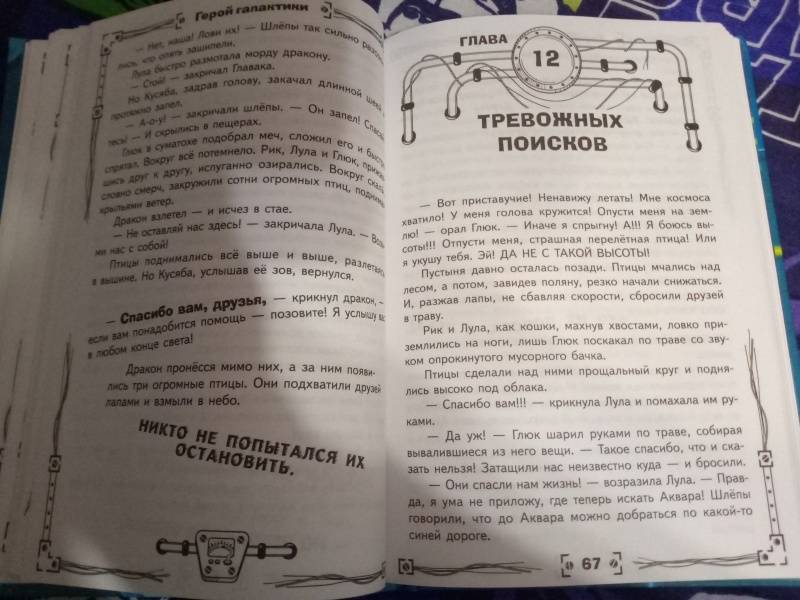 Герой галактики
— Нет, наша! Лови их! — Шлёпы так сильно
лись, что опять зашипели.
Лула быстро размотала морду дракону.
— Стой! — закричал Главака.
Но Кусяба, задрав голову, закачал длинной шеей
протяжно запел.
— А-о-у! — закричали шлёпы. — Он запел!
тесь! — И скрылись в пещерах.
Глюк в суматохе подобрал меч, сложил его и
спрятал. Вокруг всё потемнело. Рик, Лула и Глюк,
шись друг к другу, испуганно озирались. Вокруг
словно смерч, закружили сотни огромных птиц,
крыльями ветер.
Дракон взлетел — и исчез в стае.
— Не оставляй нас здесь! — закричала Лула. —
ми нас с собой!
Птицы поднимались всё выше и выше,
в вышине. Но Кусяба, услышав её зов, вернулся.
— Спасибо вам, друзья, — крикнул дракон, —
если вам понадобится помощь — позовите! Я услышу
в любом конце света!
Дракон пронёсся мимо них, а за ним появи-
лись три огромные птицы. Они подхватили друзей
лапами и взмыли в небо.
НИКТО НЕ ПОПЫТАЛСЯ ИХ
ОСТАНОВИТЬ.
ГЛАВА
12
ТРЕВОЖНЫХ
ПОИСКОВ
— Вот приставучие! Ненавижу летать! Мне космоса
хватило! У меня голова кружится! Опусти меня на зем-
лю! — орал Глюк. — Иначе я спрыгну! А!!! Я боюсь вы-
соты!!! Отпусти меня, страшная перелётная птица! Или
я укушу тебя. Эй! ДА НЕ С ТАКОЙ ВЫСОТЫ!
Пустыня давно осталась позади. Птицы мчались над
лесом, а потом, завидев поляну, резко начали снижаться.
И, разжав лапы, не сбавляя скорости, сбросили друзей
в траву.
Рик и Лула, как кошки, махнув хвостами, ловко при-
землились на ноги, лишь Глюк поскакал по траве со зву-
ком опрокинутого мусорного бачка.
Птицы сделали над ними прощальный круг и подня-
лись высоко под облака.
— Спасибо вам!!! — крикнула Лула и помахала им ру-
ками.
— Да уж! — Глюк шарил руками по траве, собирая
вывалившиеся из него вещи. — Такое спасибо, что и ска-
зать нельзя! Затащили нас неизвестно куда — и бросили.
— Они спасли нам жизнь! — возразила Лула. — Прав-
да, я ума не приложу, где теперь искать Аквара! Шлёпы
говорили, что до Аквара можно добраться по какой-то
синей дороге.
67